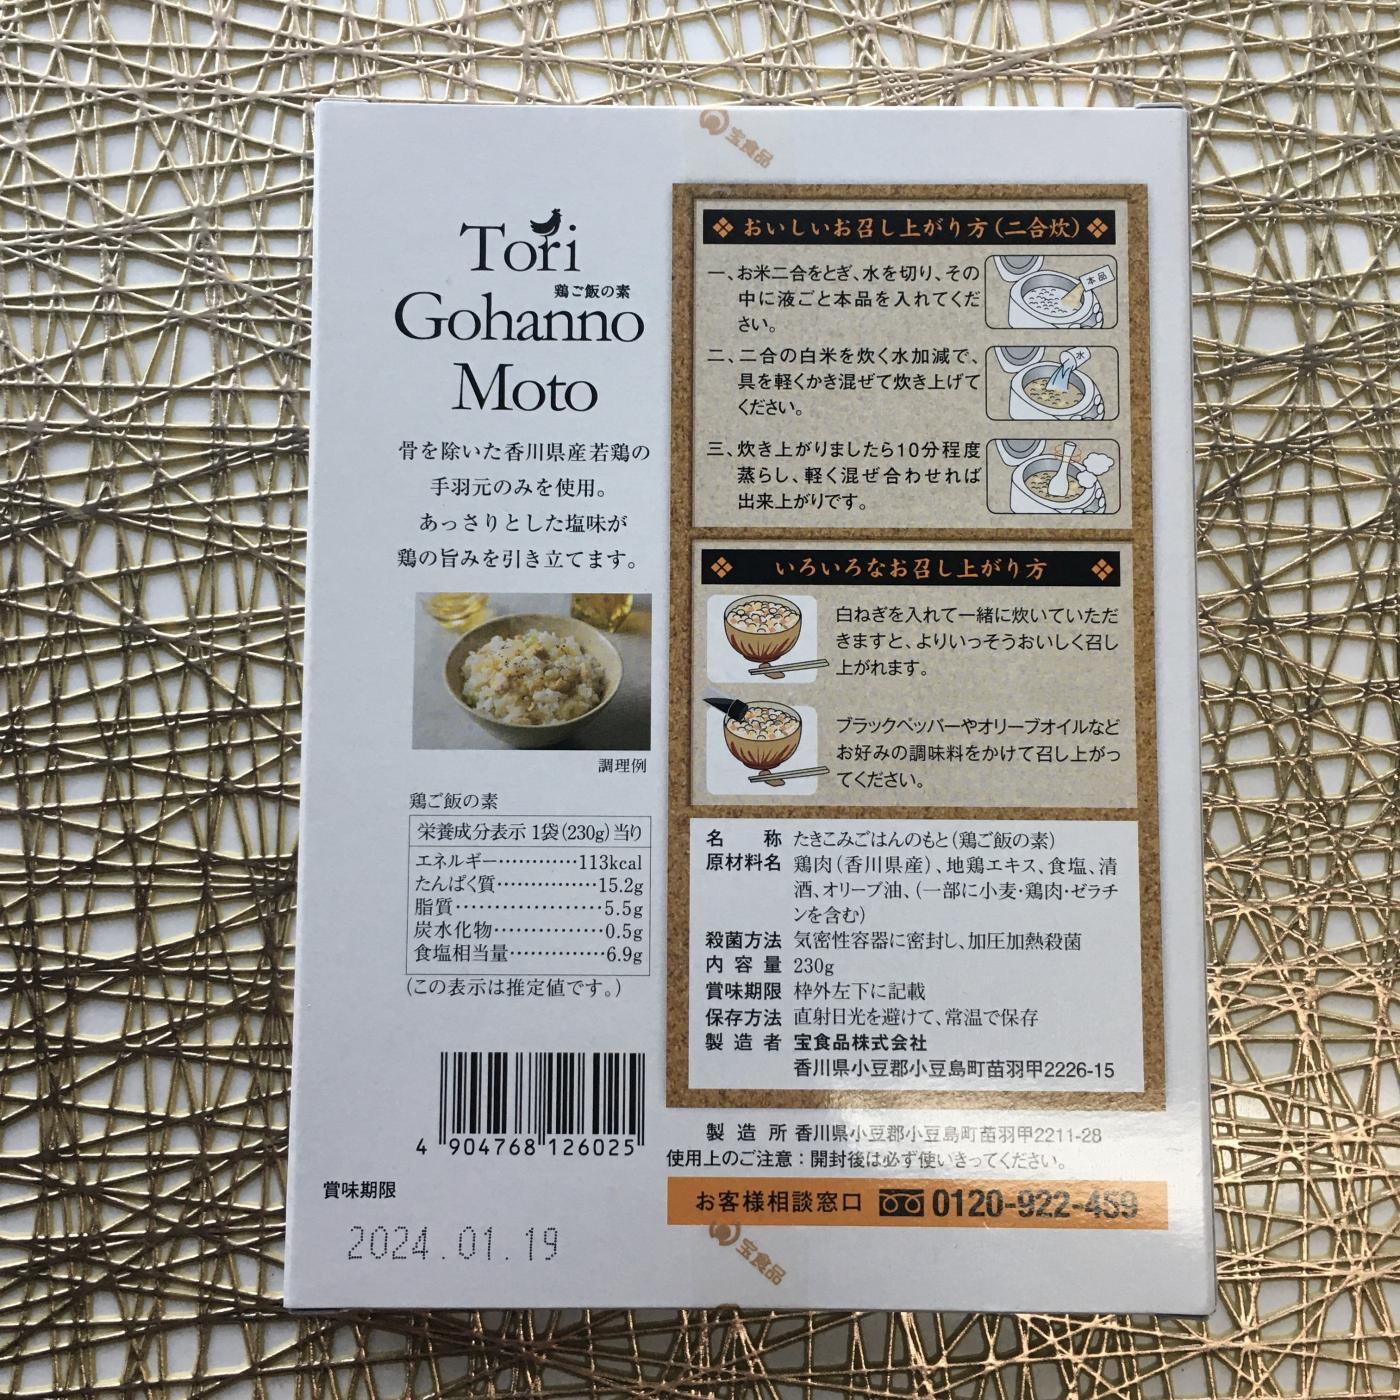 宝食品
Tori
鶏ご飯の素
Gohanno
Moto
骨を除いた香川県産若鶏の
手羽元のみを使用。
あっさりとした塩味が
鶏の旨みを引き立てます。
調理例
鶏ご飯の素
栄養成分表示 1袋(230g)当り
エネルギー…………113kcal
たんぱく質……………15.2g
脂質…………………5.5g
炭水化物……………0.5g
食塩相当量……………6.9g
(この表示は推定値です。)
4 904768 126025
賞味期限
2024.01.19
❖ おいしいお召し上がり方(二合炊) ❖
一、お米二合をとぎ、水を切り、その
中に液ごと本品を入れてくだ
さい。
本品
二、二合の白米を炊く水加減で、
具を軽くかき混ぜて炊き上げて
ください。
水
三、炊き上がりましたら10分程度
蒸らし、軽く混ぜ合わせれば
出来上がりです。
❖ いろいろなお召し上がり方 ❖
白ねぎを入れて一緒に炊いていただ
きますと、よりいっそうおいしく召し
上がれます。
ブラックペッパーやオリーブオイルなど
お好みの調味料をかけて召し上がっ
てください。
名称 たきこみごはんのもと(鶏ご飯の素)
原材料名 鶏肉(香川県産)、地鶏エキス、食塩、清
酒、オリーブ油、(一部に小麦・鶏肉・ゼラチ
ンを含む)
殺菌方法 気密性容器に密封し、加圧加熱殺菌
内容量 230g
賞味期限 枠外左下に記載
保存方法 直射日光を避けて、常温で保存
製造者 宝食品株式会社
香川県小豆郡小豆島町苗羽甲2226-15
製造所 香川県小豆郡小豆島町苗羽甲2211-28
使用上のご注意：開封後は必ず使いきってください。
お客様相談窓口 0120-922-459
宝食品